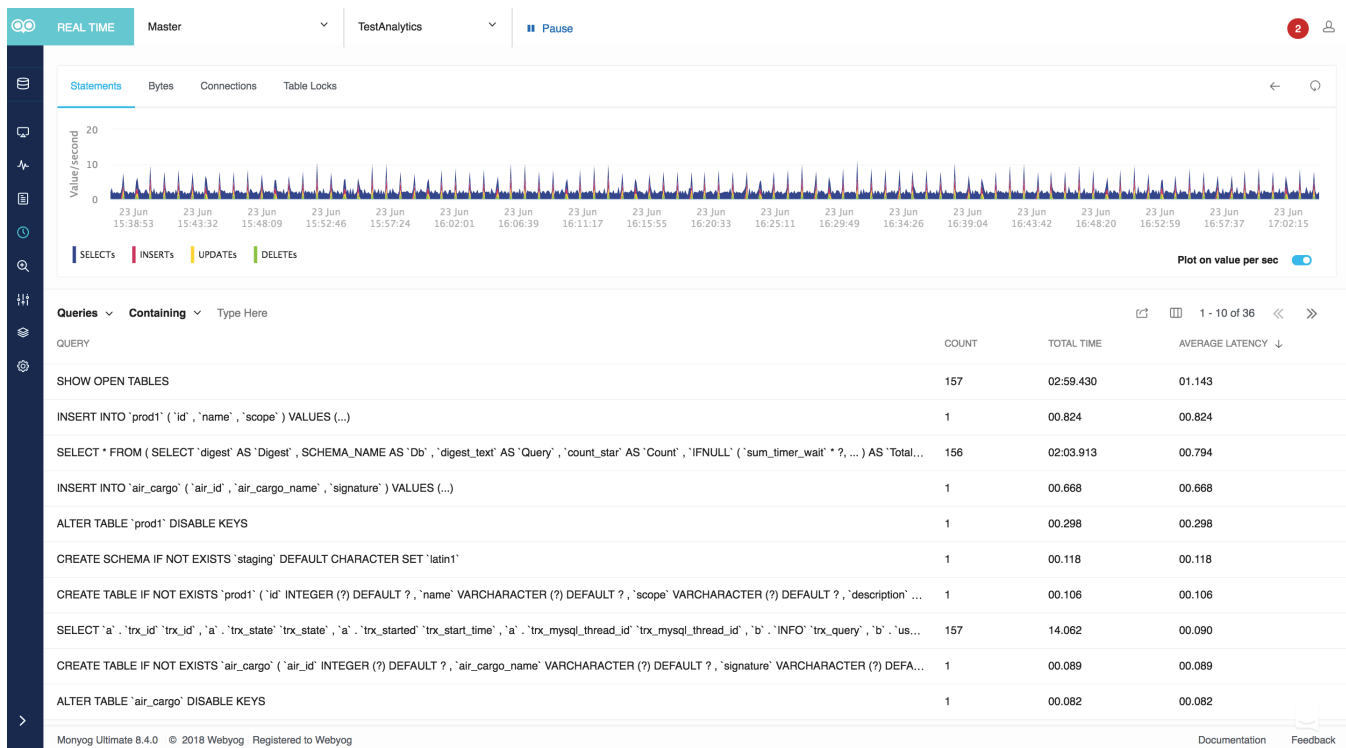 REAL TIME Master TestAnalytics Pause 2
Statements Bytes Connections Table Locks
Value/second
20
10
0
23 Jun 23 Jun 23 Jun 23 Jun 23 Jun 23 Jun 23 Jun 23 Jun 23 Jun 23 Jun 23 Jun 23 Jun 23 Jun 23 Jun 23 Jun 23 Jun 23 Jun 23 Jun 23 Jun
15:38:53 15:43:32 15:48:09 15:52:46 15:57:24 16:02:01 16:06:39 16:11:17 16:15:55 16:20:33 16:25:11 16:29:49 16:34:26 16:39:04 16:43:42 16:48:20 16:52:59 16:57:37 17:02:15
SELECTs INSERTs UPDATEs DELETEs
Plot on value per sec
Queries Containing Type Here 1 - 10 of 36
QUERY COUNT TOTAL TIME AVERAGE LATENCY
SHOW OPEN TABLES 157 02:59.430 01.143
INSERT INTO `prod1` ( `id` , `name` , `scope` ) VALUES (...) 1 00.824 00.824
SELECT * FROM ( SELECT `digest` AS `Digest` , SCHEMA_NAME AS `Db` , `digest_text` AS `Query` , `count_star` AS `Count` , `IFNULL` ( `sum_timer_wait` * ?, ... ) AS `Total... 156 02:03.913 00.794
INSERT INTO `air_cargo` ( `air_id` , `air_cargo_name` , `signature` ) VALUES (...) 1 00.668 00.668
ALTER TABLE `prod1` DISABLE KEYS 1 00.298 00.298
CREATE SCHEMA IF NOT EXISTS `staging` DEFAULT CHARACTER SET `latin1` 1 00.118 00.118
CREATE TABLE IF NOT EXISTS `prod1` ( `id` INTEGER (?) DEFAULT ? , `name` VARCHARACTER (?) DEFAULT ? , `scope` VARCHARACTER (?) DEFAULT ? , `description` ... 1 00.106 00.106
SELECT `a` . `trx_id` `trx_id` , `a` . `trx_state` `trx_state` , `a` . `trx_started` `trx_start_time` , `a` . `trx_mysql_thread_id` `trx_mysql_thread_id` , `b` . `INFO` `trx_query` , `b` . `us... 157 14.062 00.090
CREATE TABLE IF NOT EXISTS `air_cargo` ( `air_id` INTEGER (?) DEFAULT ? , `air_cargo_name` VARCHARACTER (?) DEFAULT ? , `signature` VARCHARACTER (?) DEFA... 1 00.089 00.089
ALTER TABLE `air_cargo` DISABLE KEYS 1 00.082 00.082
Monyog Ultimate 8.4.0 © 2018 Webyog Registered to Webyog Documentation Feedback